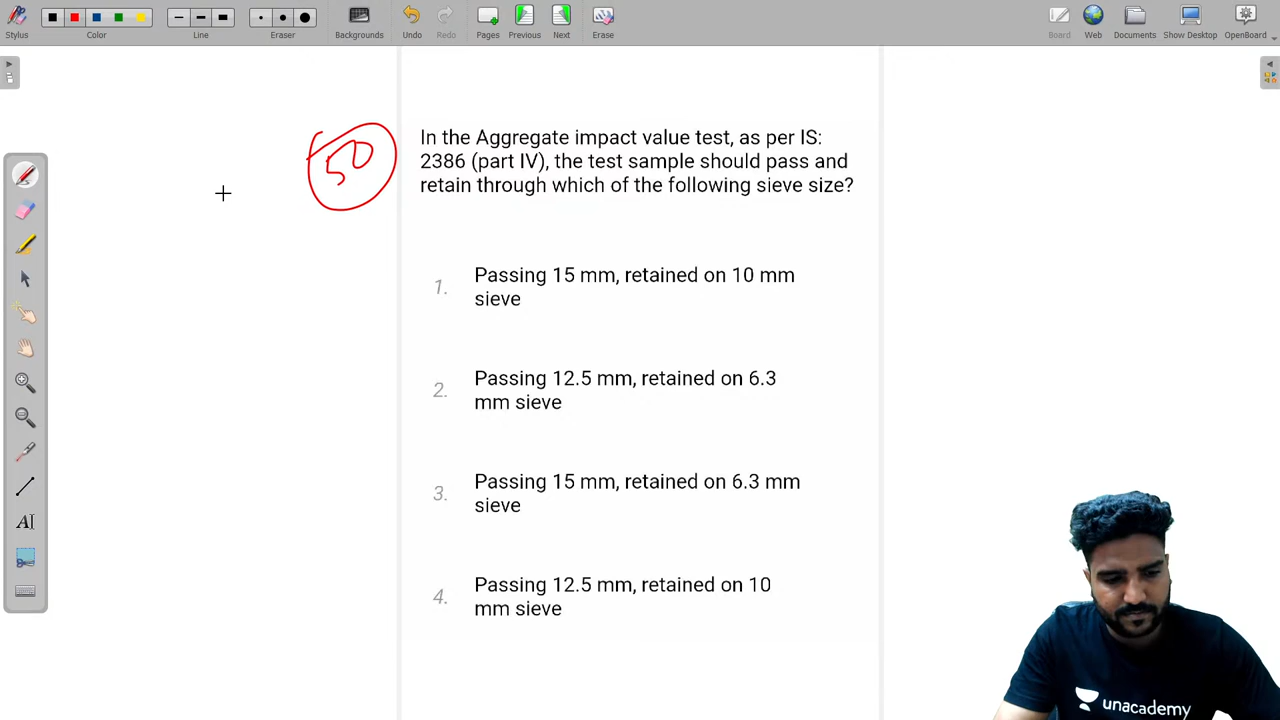 Stylus
Color
Line
Eraser
Backgrounds
Undo
Redo
Pages
Previous
Next
Erase
Board
Web
Documents
Show Desktop
OpenBoard
50
In the Aggregate impact value test, as per IS:
2386 (part IV), the test sample should pass and
retain through which of the following sieve size?
1. Passing 15 mm, retained on 10 mm
sieve
2. Passing 12.5 mm, retained on 6.3
mm sieve
3. Passing 15 mm, retained on 6.3 mm
sieve
4. Passing 12.5 mm, retained on 10
mm sieve
AI
unacademy